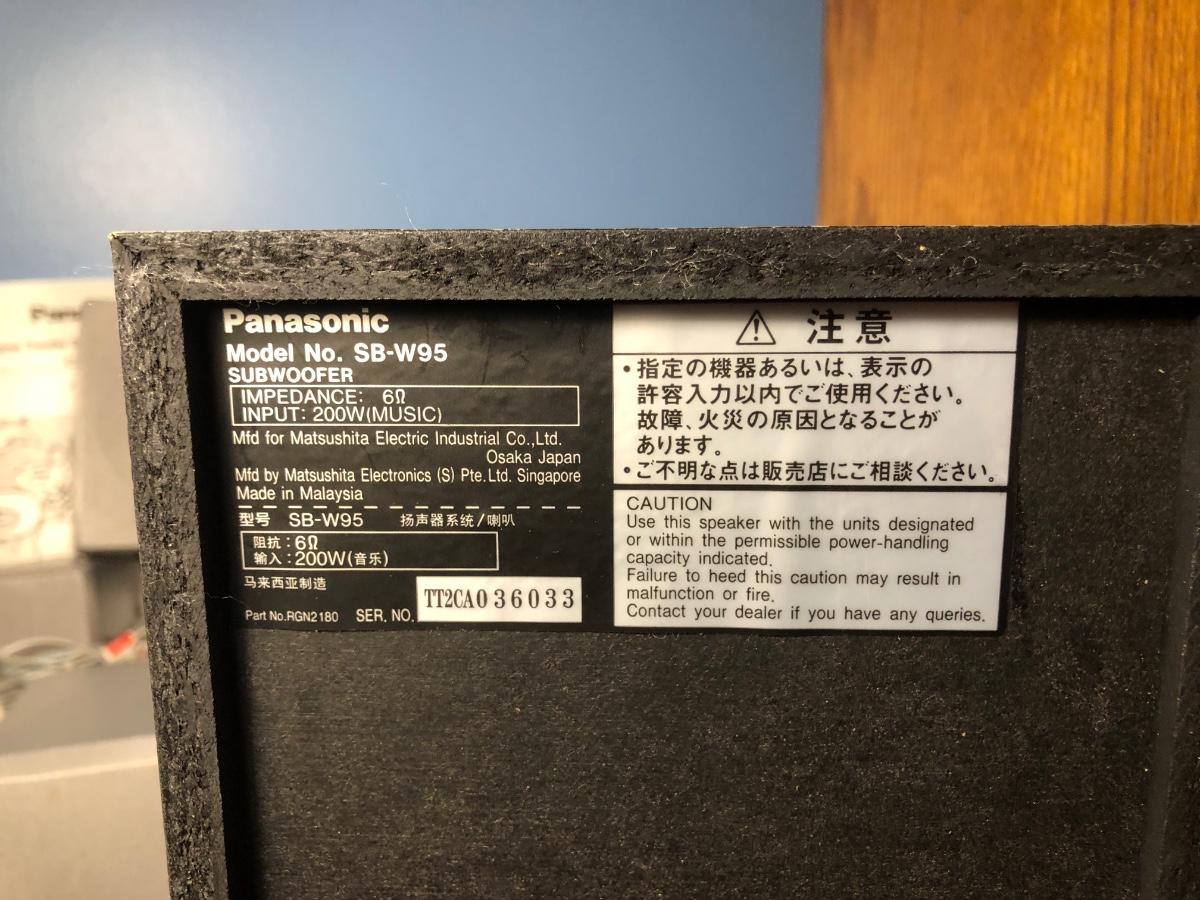 Panasonic
Model No. SB-W95
SUBWOOFER
IMPEDANCE: 6Ω
INPUT: 200W(MUSIC)
Mfd for Matsushita Electric Industrial Co.,Ltd.
Osaka Japan
Mfd by Matsushita Electronics (S) Pte.Ltd. Singapore
Made in Malaysia
型号 SB-W95 扬声器系统/喇叭
阻抗:6Ω
输入:200W(音乐)
马来西亚制造
Part No.RGN2180 SER. NO. TT2CA036033
⚠ 注意
•指定の機器あるいは、表示の
許容入力以内でご使用ください。
故障、火災の原因となることが
あります。
•ご不明な点は販売店にご相談ください。
CAUTION
Use this speaker with the units designated
or within the permissible power-handling
capacity indicated.
Failure to heed this caution may result in
malfunction or fire.
Contact your dealer if you have any queries.